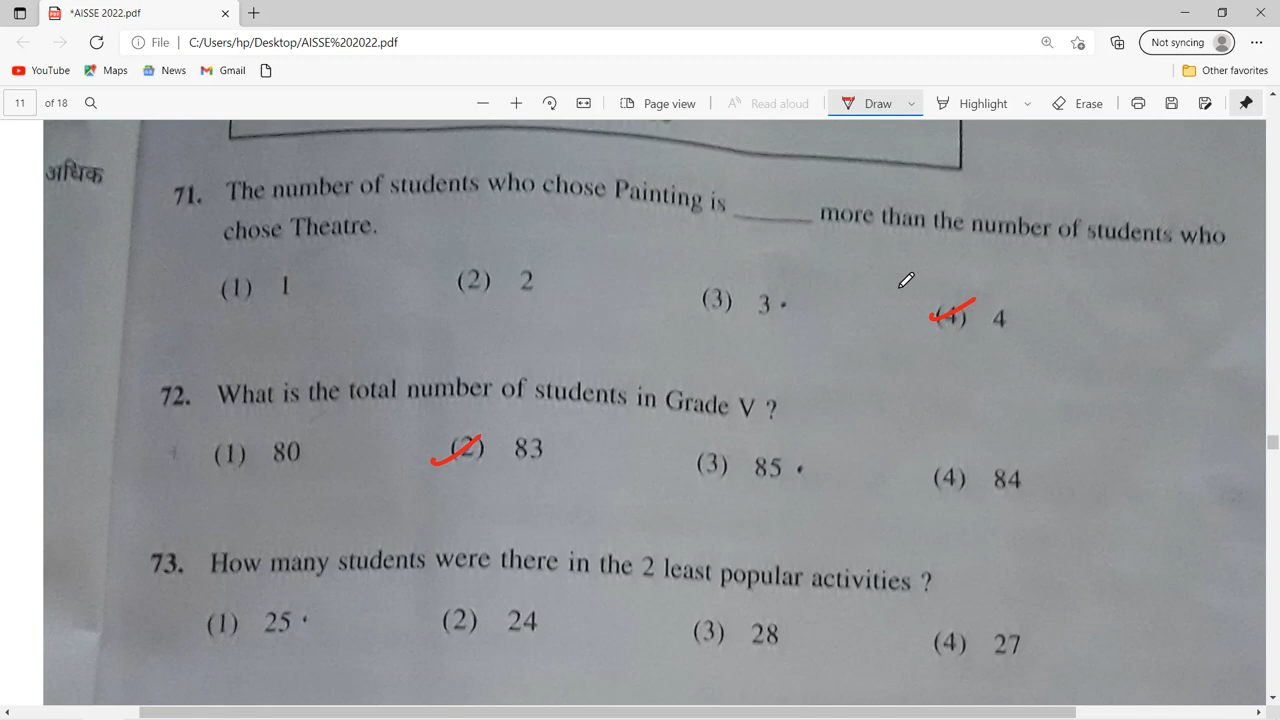 *AISSE 2022.pdf
File | C:/Users/hp/Desktop/AISSE%202022.pdf
Not syncing
YouTube Maps News Gmail Other favorites
11 of 18 Page view Read aloud Draw Highlight Erase
अधिक
71. The number of students who chose Painting is ______ more than the number of students who
chose Theatre.
(1) 1 (2) 2 (3) 3 (4) 4
72. What is the total number of students in Grade V ?
(1) 80 (2) 83 (3) 85 (4) 84
73. How many students were there in the 2 least popular activities ?
(1) 25 (2) 24 (3) 28 (4) 27